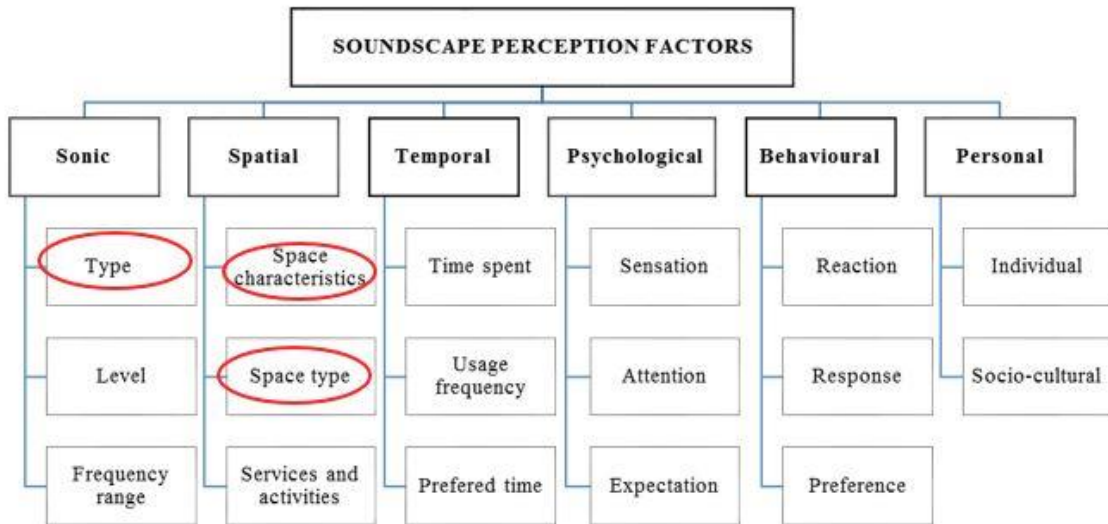 SOUNDSCAPE PERCEPTION FACTORS
Sonic
Spatial
Temporal
Psychological
Behavioural
Personal
Type
Space
characteristics
Time spent
Sensation
Reaction
Individual
Level
Space type
Usage
frequency
Attention
Response
Socio-cultural
Frequency
range
Services and
activities
Prefered time
Expectation
Preference